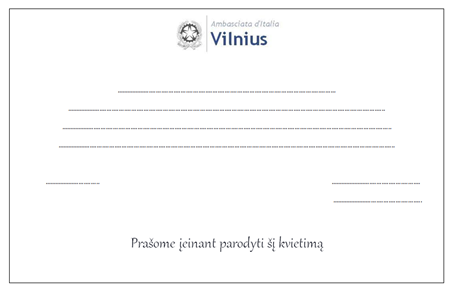 Ambasciata d'Italia
Vilnius
Prašome įeinant parodyti šį kvietimą